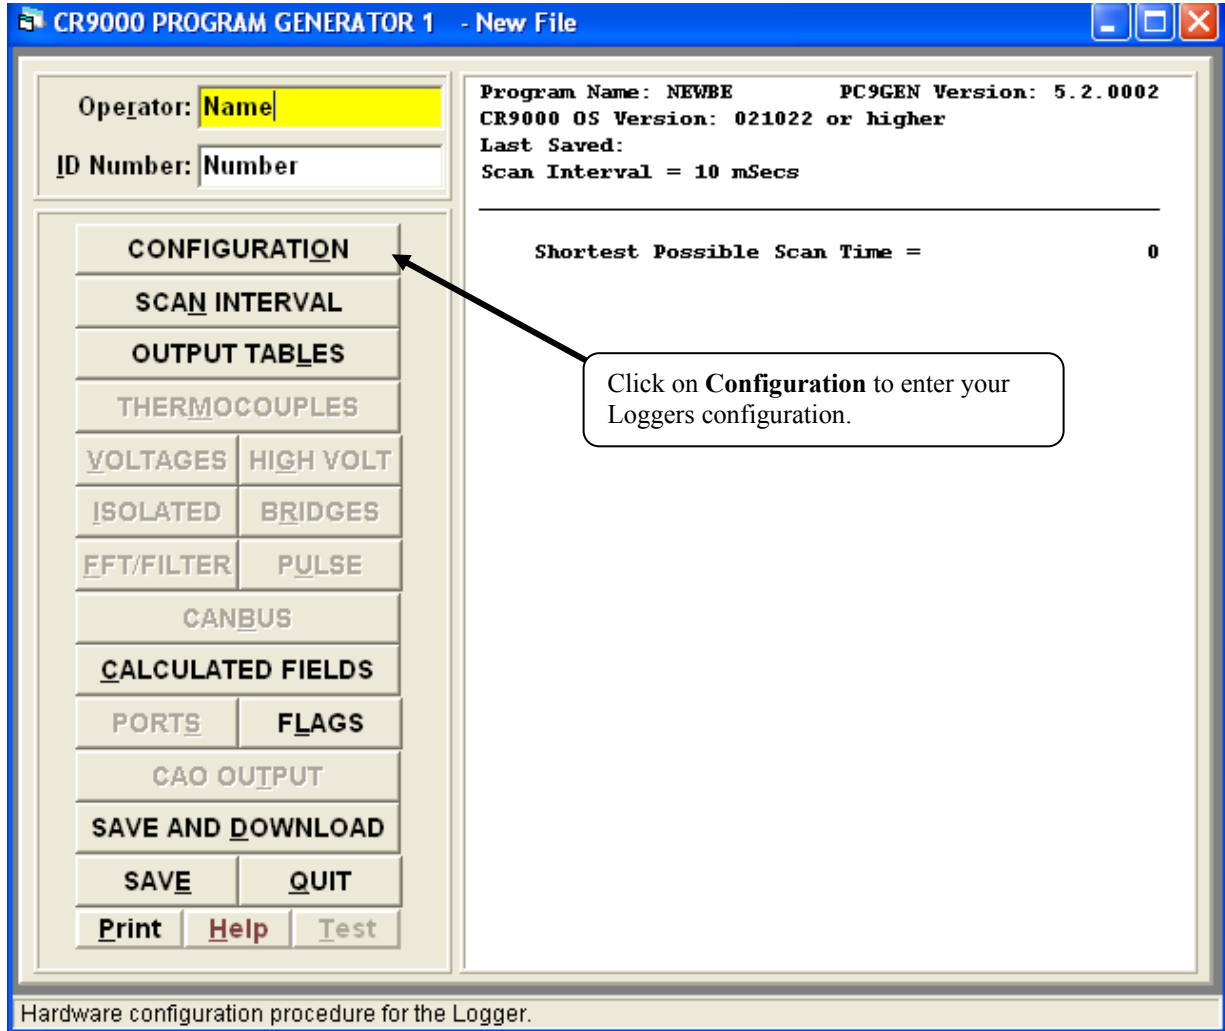 CR9000 PROGRAM GENERATOR 1 - New File
Operator: Name
ID Number: Number
CONFIGURATION
SCAN INTERVAL
OUTPUT TABLES
THERMOCOUPLES
VOLTAGES HIGH VOLT
ISOLATED BRIDGES
FFT/FILTER PULSE
CANBUS
CALCULATED FIELDS
PORTS FLAGS
CAO OUTPUT
SAVE AND DOWNLOAD
SAVE QUIT
Print Help Test
Program Name: NEWBE PC9GEN Version: 5.2.0002
CR9000 OS Version: 021022 or higher
Last Saved:
Scan Interval = 10 mSecs
Shortest Possible Scan Time = 0
Click on Configuration to enter your
Loggers configuration.
Hardware configuration procedure for the Logger.